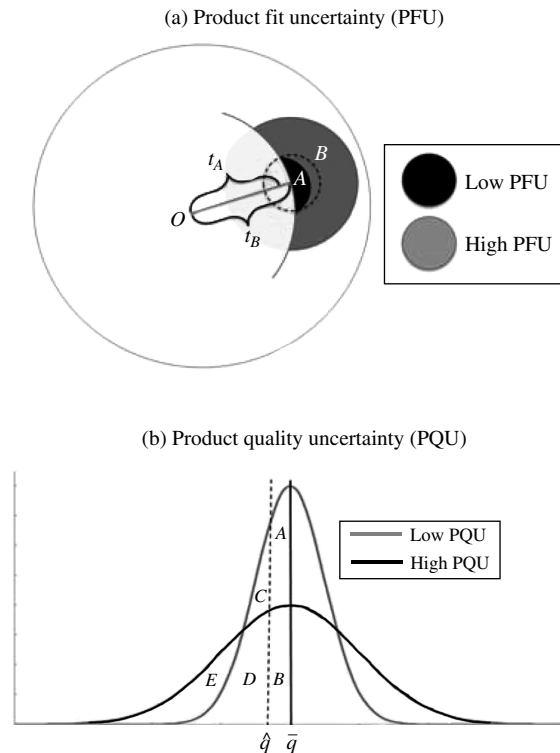 (a) Product fit uncertainty (PFU)
B
t_A
A
Low PFU
O
t_B
High PFU
(b) Product quality uncertainty (PQU)
A
Low PQU
High PQU
C
E D B
q̂ q̄